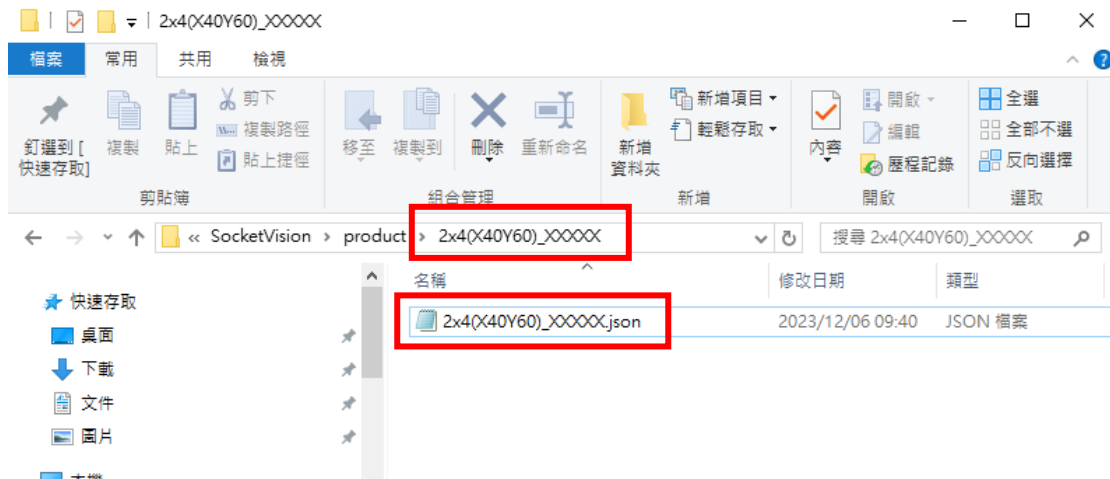 2x4(X40Y60)_XXXXX
檔案 常用 共用 檢視
釘選到 [
快速存取]
複製
貼上
剪下
複製路徑
貼上捷徑
剪貼簿
移至
複製到
刪除
重新命名
組合管理
新增
資料夾
新增項目
輕鬆存取
新增
內容
開啟
編輯
歷程記錄
開啟
全選
全部不選
反向選擇
選取
« SocketVision › product › 2x4(X40Y60)_XXXXX
搜尋 2x4(X40Y60)_XXXXX
快速存取
桌面
下載
文件
圖片
本機
名稱 修改日期 類型
2x4(X40Y60)_XXXXX.json 2023/12/06 09:40 JSON 檔案